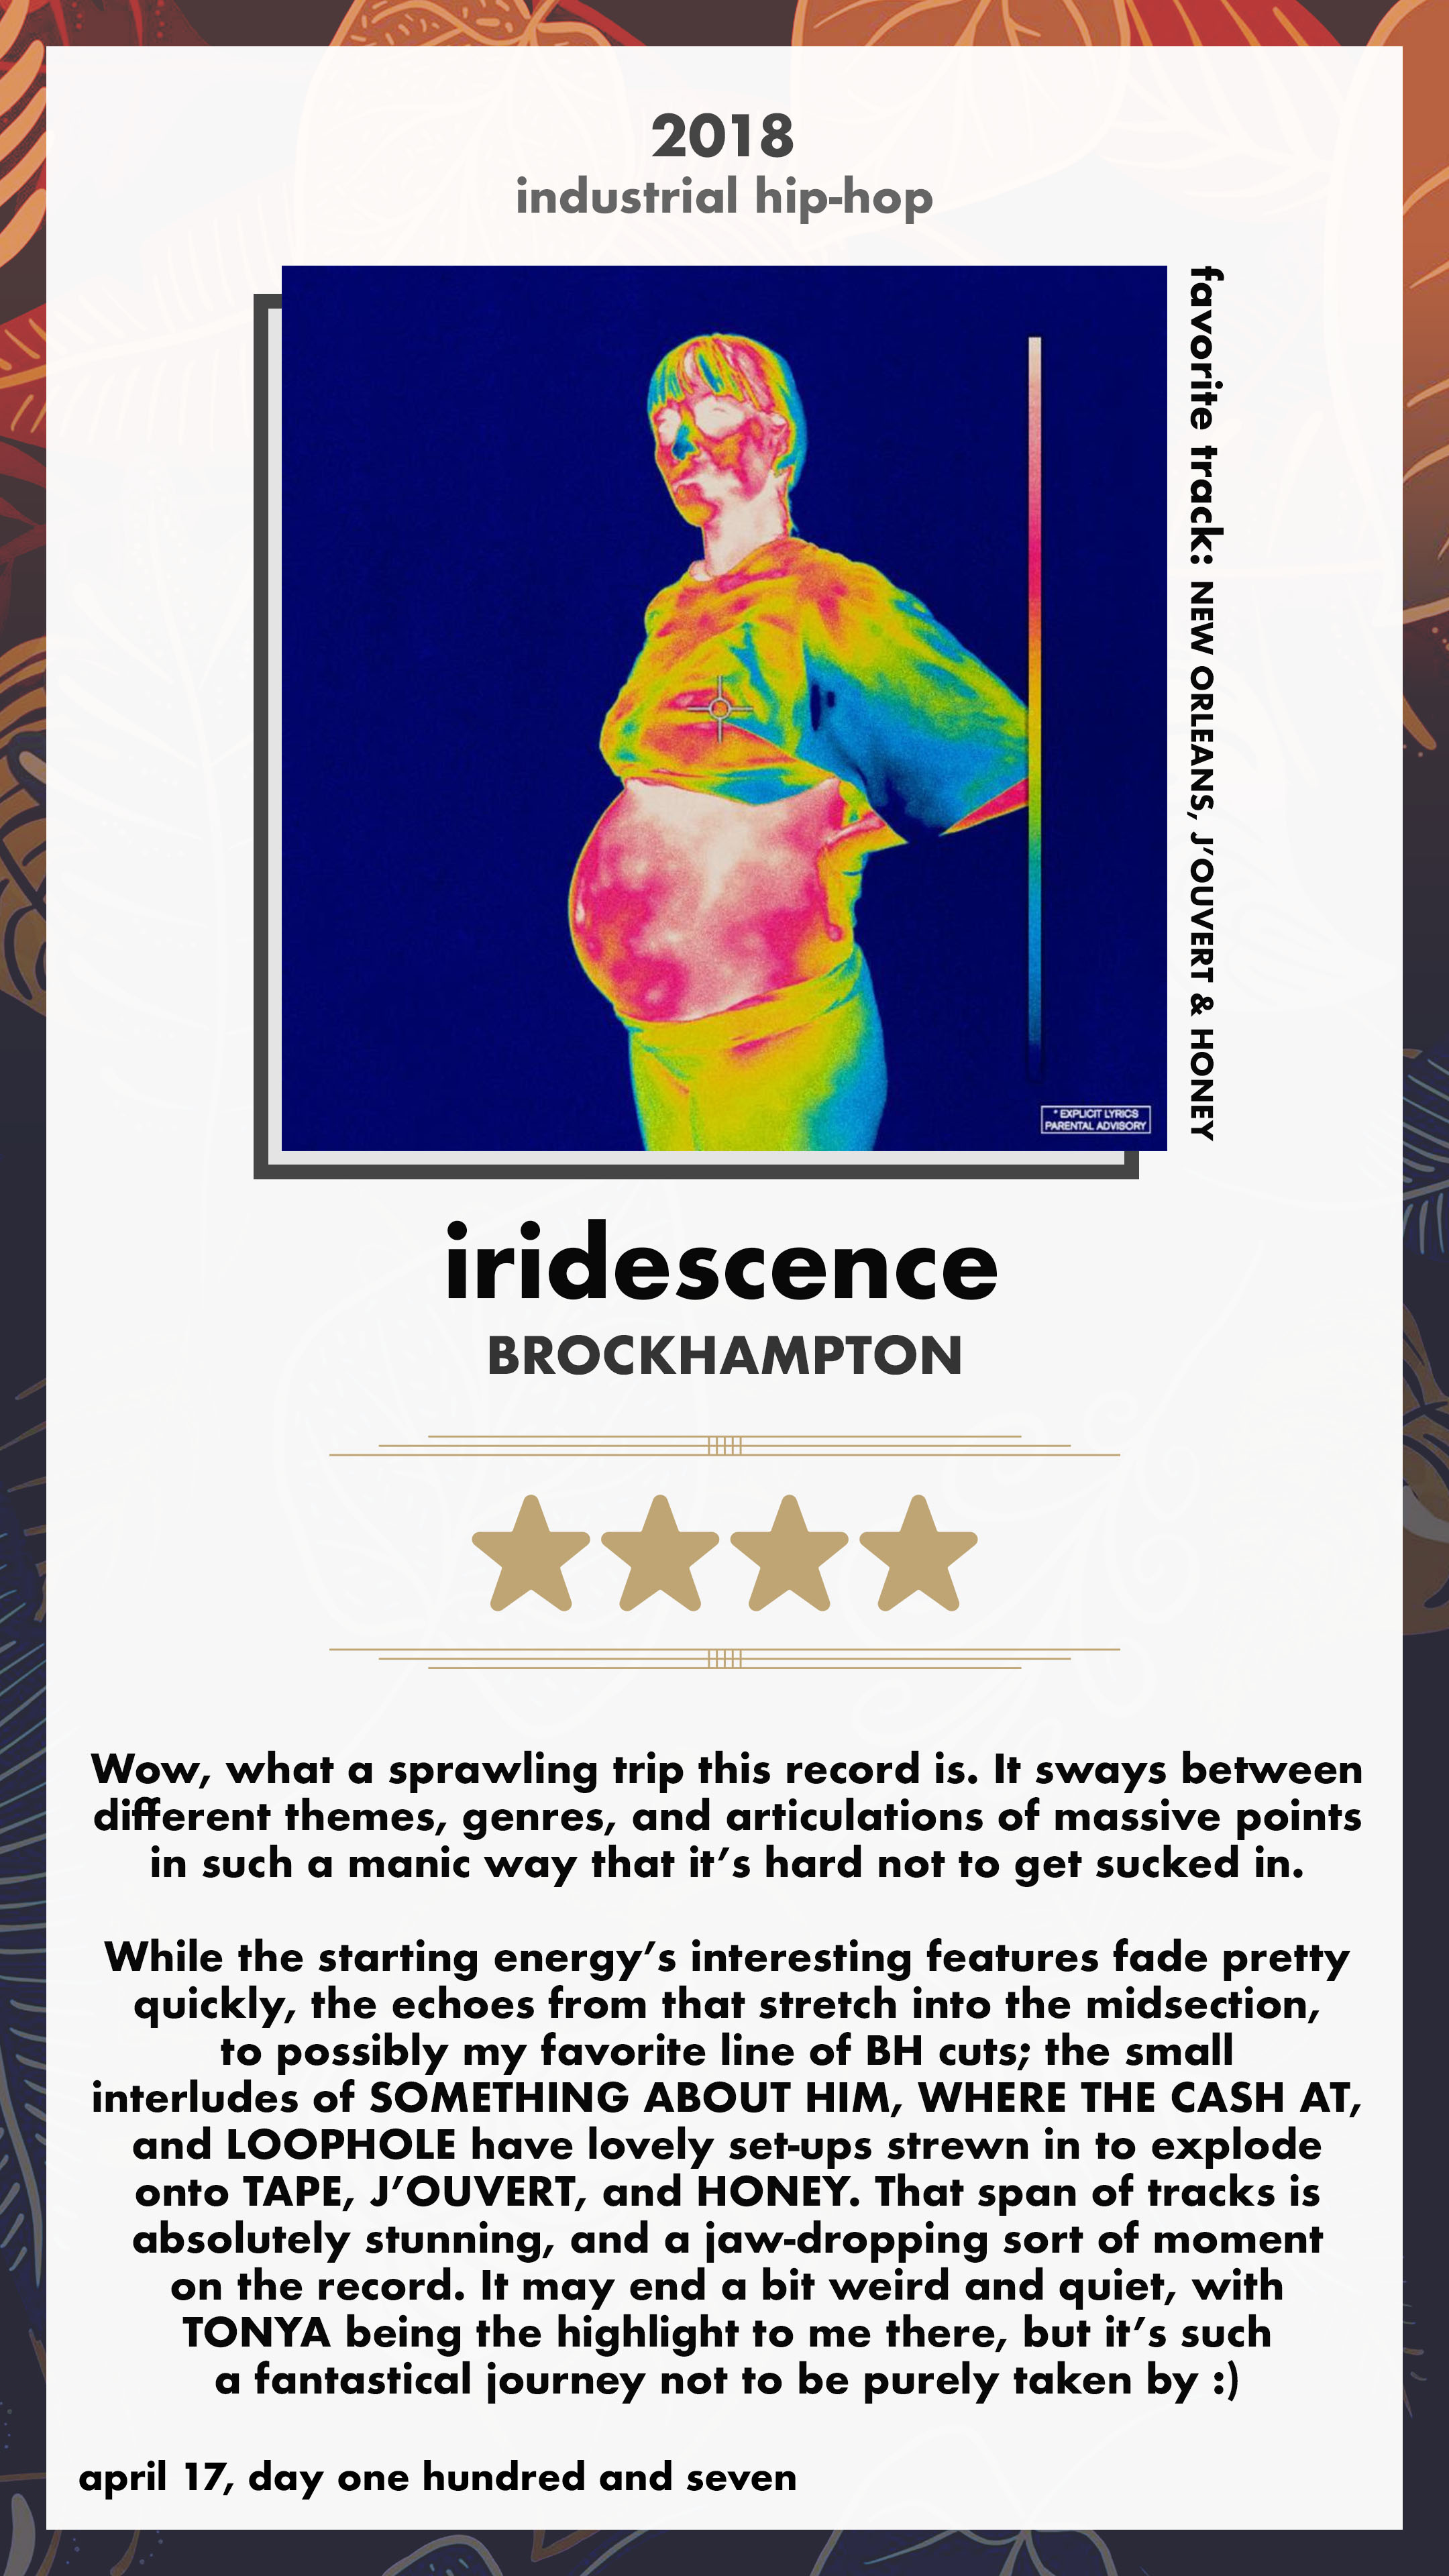 2018
industrial hip-hop
favorite track: NEW ORLEANS, J’OUVERT & HONEY
* EXPLICIT LYRICS
PARENTAL ADVISORY
iridescence
BROCKHAMPTON
Wow, what a sprawling trip this record is. It sways between
different themes, genres, and articulations of massive points
in such a manic way that it’s hard not to get sucked in.
While the starting energy’s interesting features fade pretty
quickly, the echoes from that stretch into the midsection,
to possibly my favorite line of BH cuts; the small
interludes of SOMETHING ABOUT HIM, WHERE THE CASH AT,
and LOOPHOLE have lovely set-ups strewn in to explode
onto TAPE, J’OUVERT, and HONEY. That span of tracks is
absolutely stunning, and a jaw-dropping sort of moment
on the record. It may end a bit weird and quiet, with
TONYA being the highlight to me there, but it’s such
a fantastical journey not to be purely taken by :)
april 17, day one hundred and seven